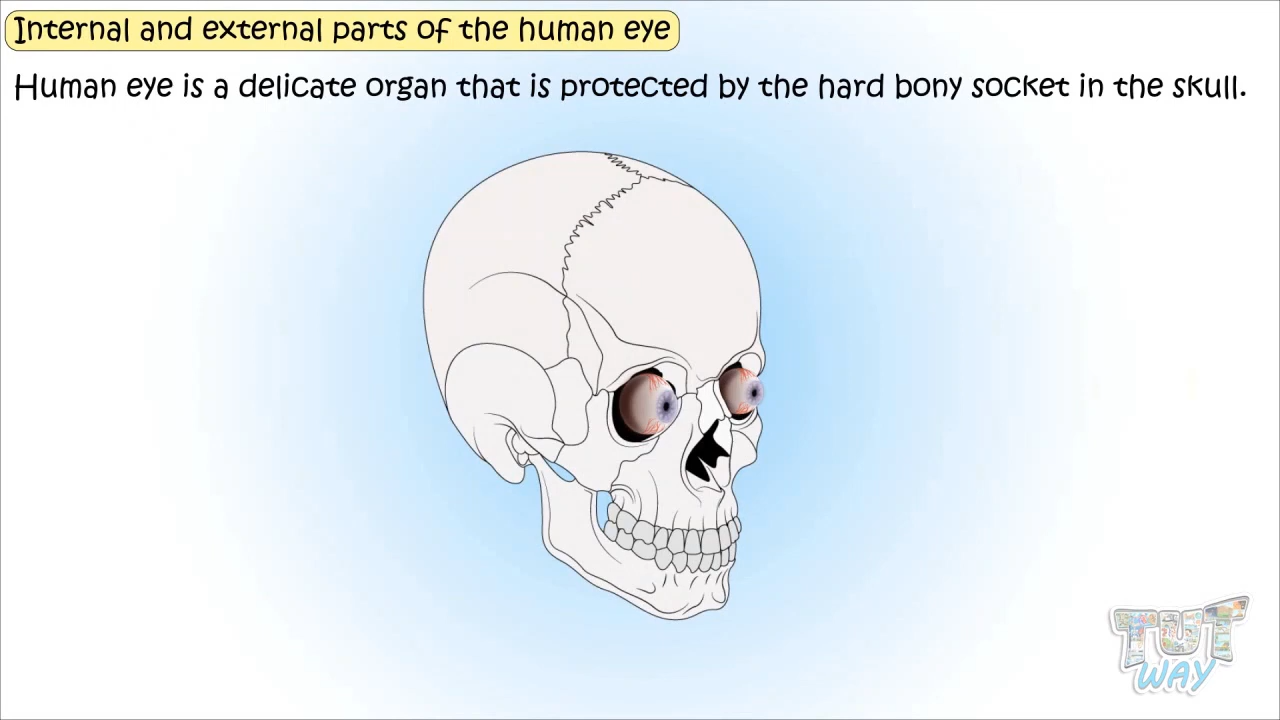 Internal and external parts of the human eye
Human eye is a delicate organ that is protected by the hard bony socket in the skull.
TUT
WAY